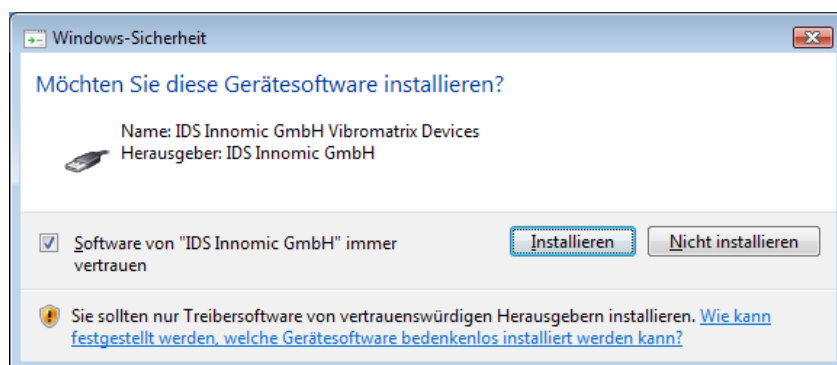 Windows-Sicherheit
Möchten Sie diese Gerätesoftware installieren?
Name: IDS Innomic GmbH Vibromatrix Devices
Herausgeber: IDS Innomic GmbH
Software von "IDS Innomic GmbH" immer
vertrauen
Installieren
Nicht installieren
Sie sollten nur Treibersoftware von vertrauenswürdigen Herausgebern installieren. Wie kann
festgestellt werden, welche Gerätesoftware bedenkenlos installiert werden kann?